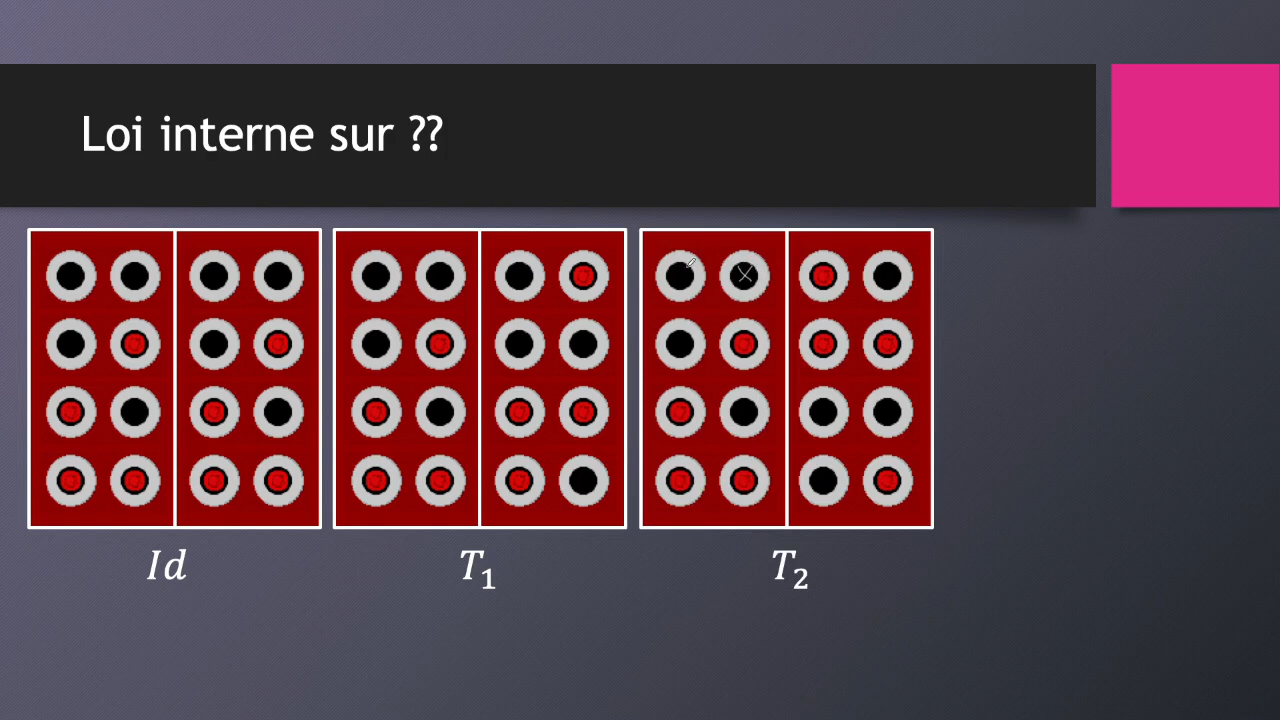 Loi interne sur ??
Id
T₁
T₂